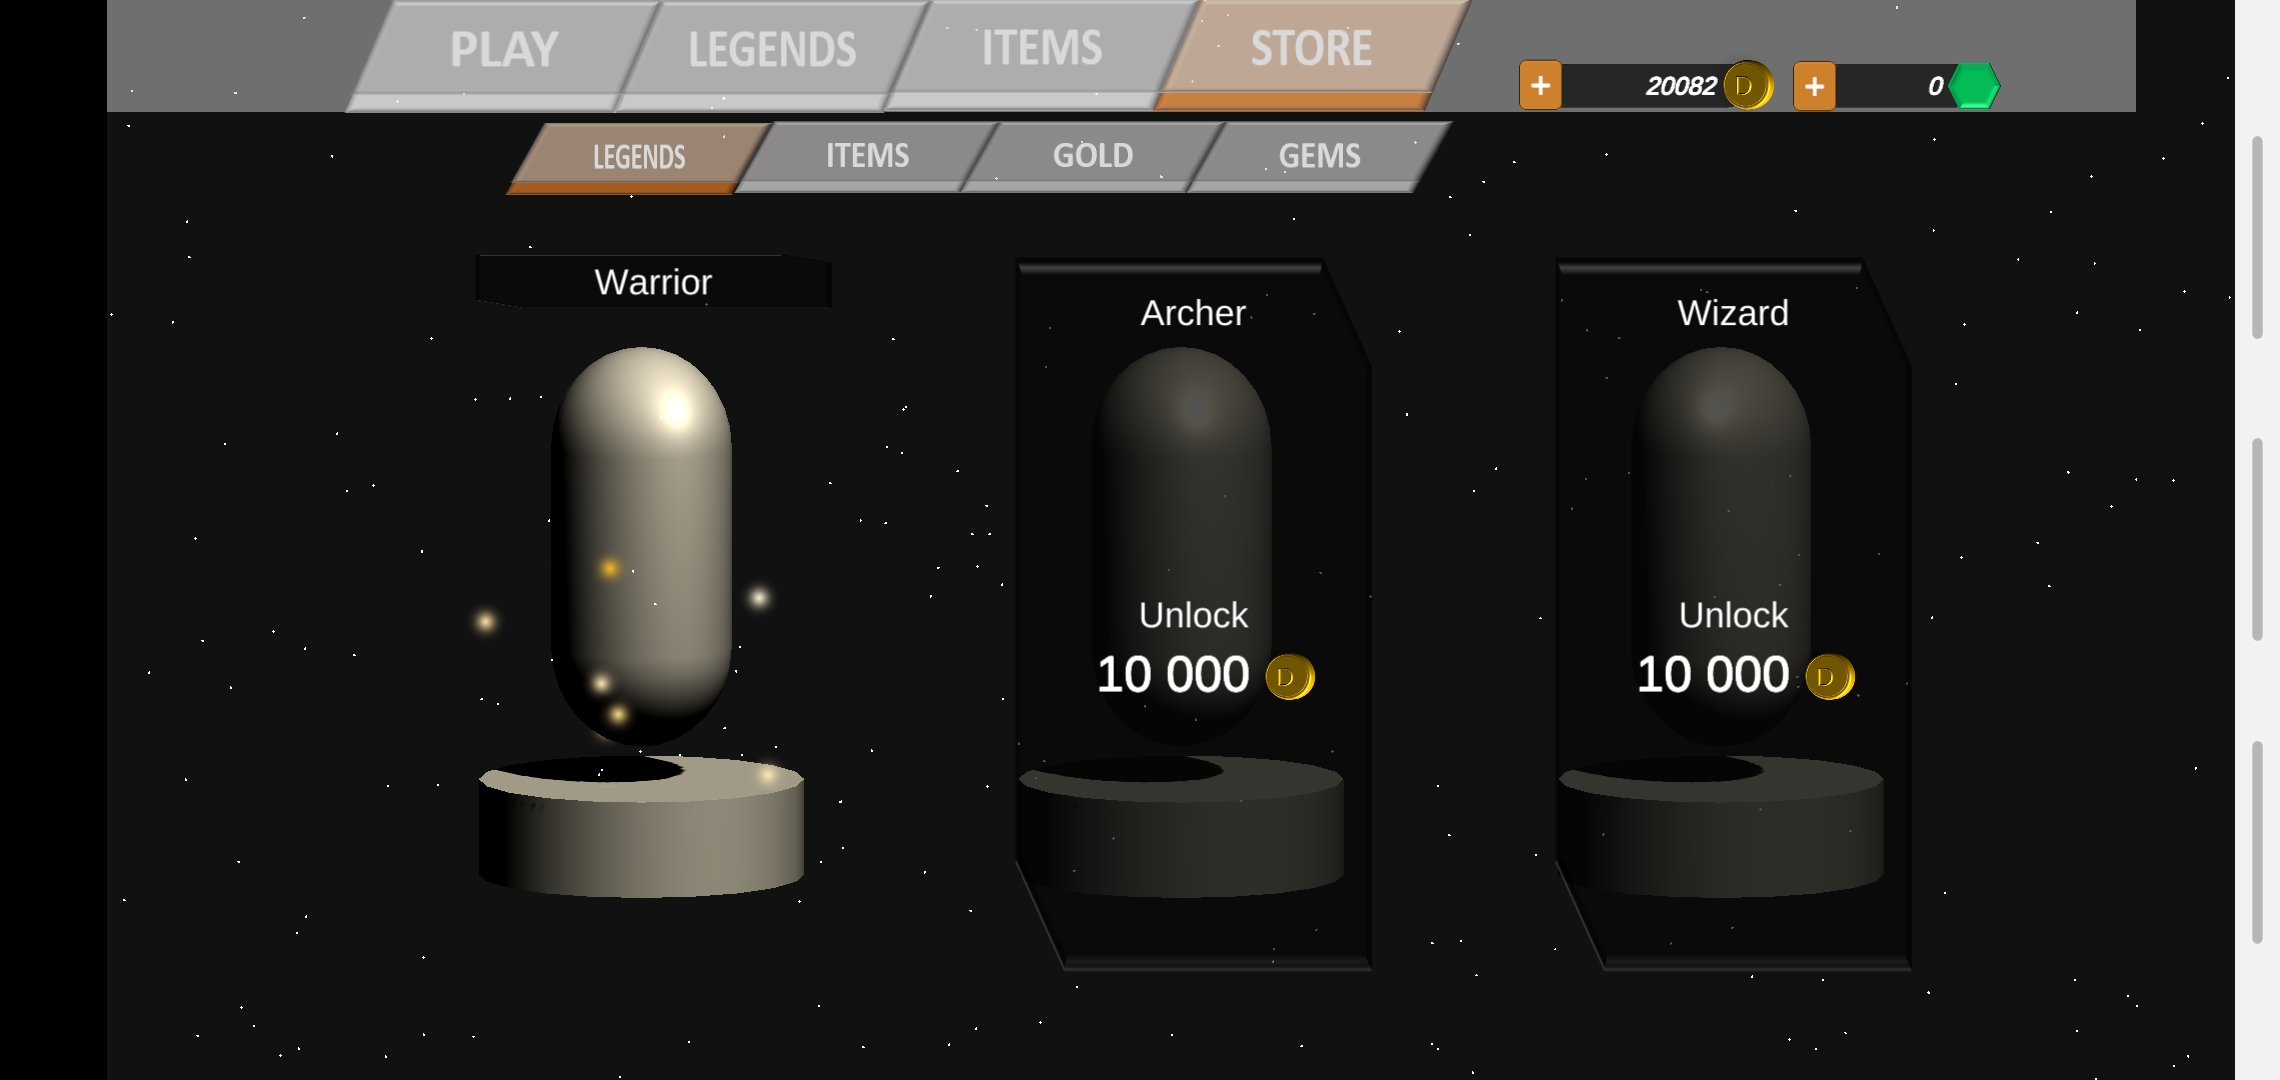 PLAY LEGENDS ITEMS STORE
+ 20082 D + 0
LEGENDS ITEMS GOLD GEMS
Warrior
Archer
Wizard
Unlock
10 000 D
Unlock
10 000 D